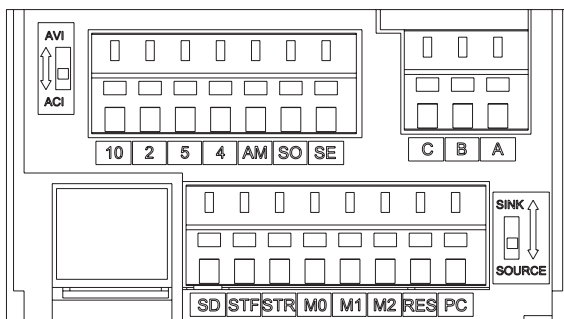 AVI
ACI
10 2 5 4 AM SO SE
C B A
SINK
SOURCE
SD STF STR M0 M1 M2 RES PC